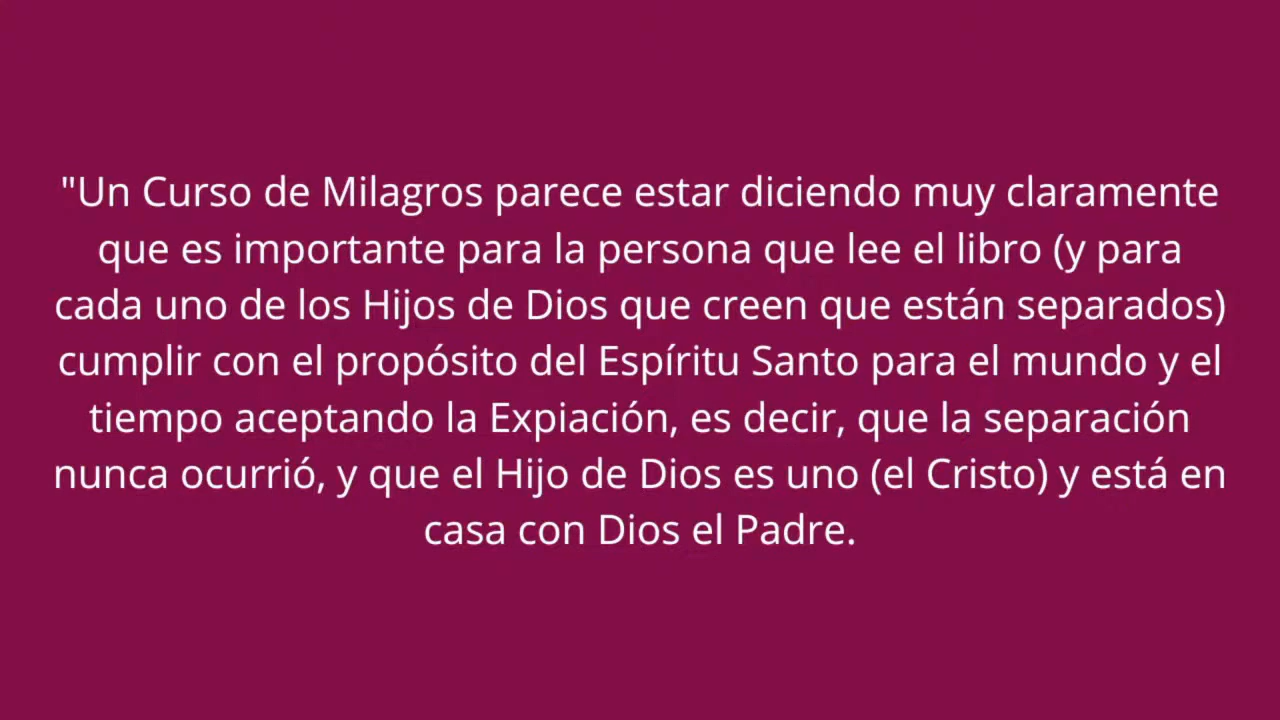 "Un Curso de Milagros parece estar diciendo muy claramente
que es importante para la persona que lee el libro (y para
cada uno de los Hijos de Dios que creen que están separados)
cumplir con el propósito del Espíritu Santo para el mundo y el
tiempo aceptando la Expiación, es decir, que la separación
nunca ocurrió, y que el Hijo de Dios es uno (el Cristo) y está en
casa con Dios el Padre.